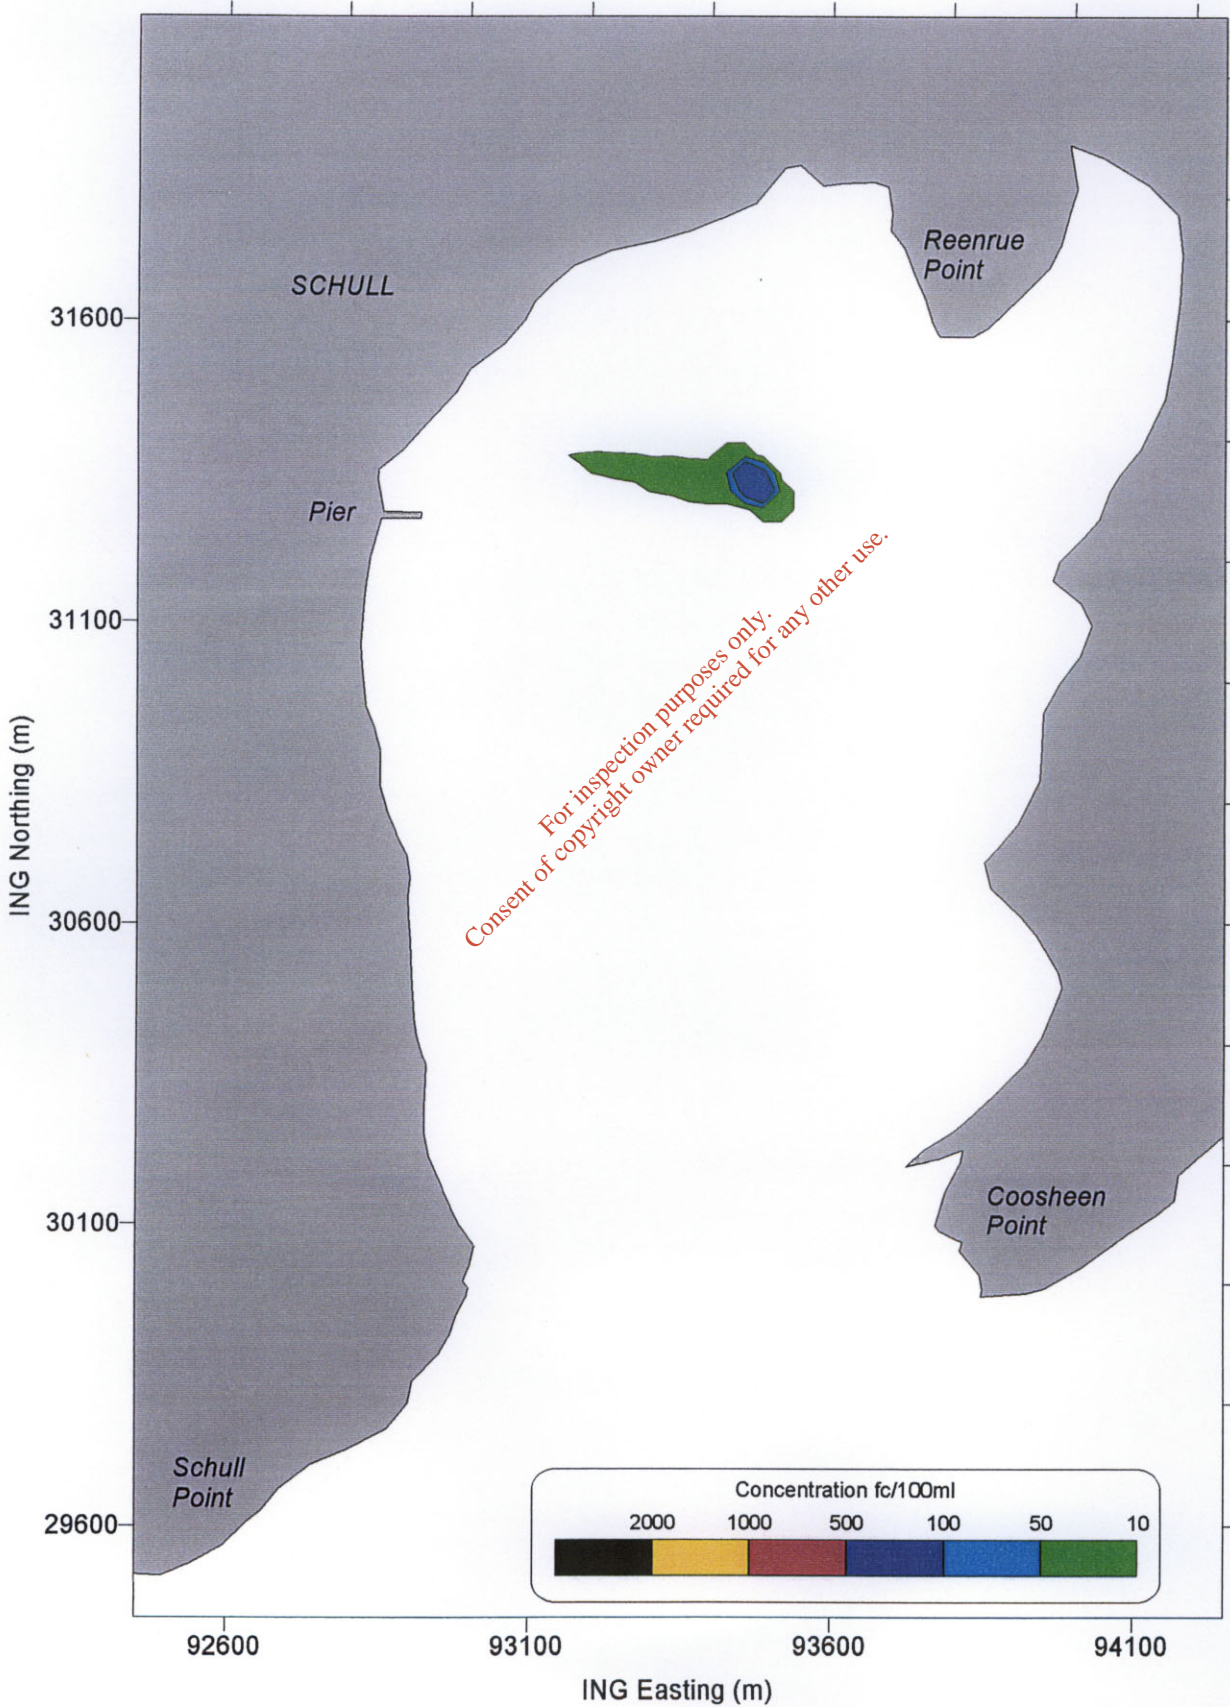 Reenrue
Point
SCHULL
31600
Pier
31100
For inspection purposes only.
Consent of copyright owner required for any other use.
ING Northing (m)
30600
Coosheen
Point
30100
Schull
Point
Concentration fc/100ml
2000 1000 500 100 50 10
29600
92600 93100 93600 94100
ING Easting (m)